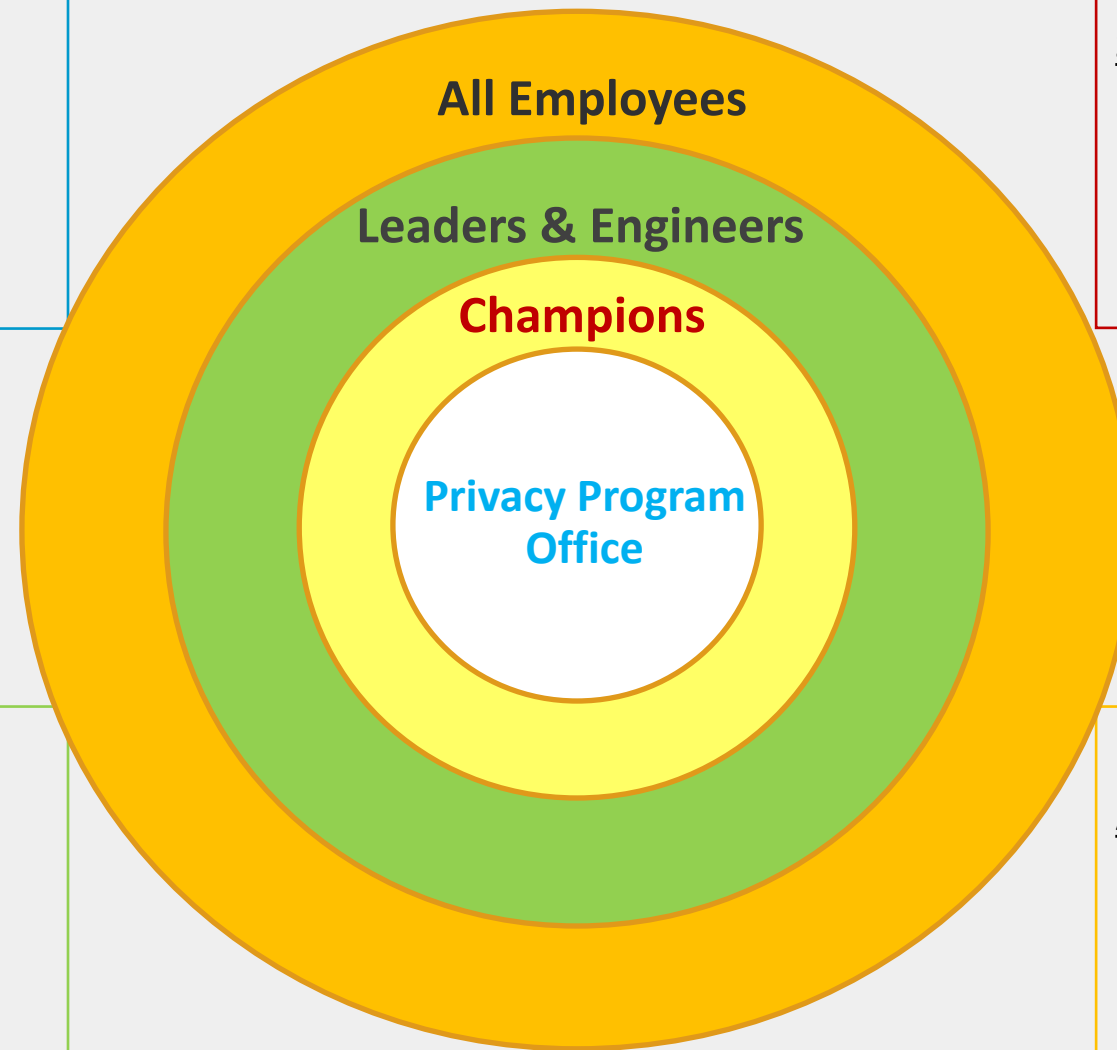 All Employees
Leaders & Engineers
Champions
Privacy Program
Office